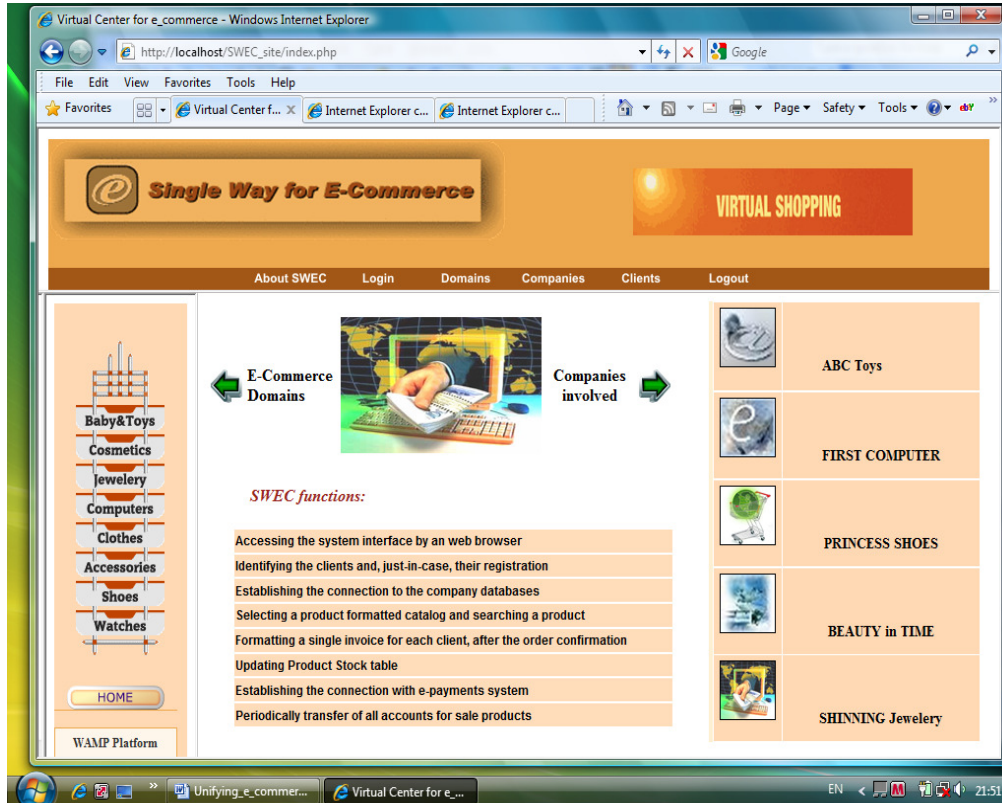 Virtual Center for e_commerce - Windows Internet Explorer
http://localhost/SWEC_site/index.php
Google
File Edit View Favorites Tools Help
Favorites
Virtual Center f... X
Internet Explorer c...
Internet Explorer c...
Page Safety Tools
»
e Single Way for E-Commerce
VIRTUAL SHOPPING
About SWEC Login Domains Companies Clients Logout
Baby&Toys
Cosmetics
Jewelery
Computers
Clothes
Accessories
Shoes
Watches
HOME
WAMP Platform
E-Commerce
Domains
Companies
involved
SWEC functions:
Accessing the system interface by an web browser
Identifying the clients and, just-in-case, their registration
Establishing the connection to the company databases
Selecting a product formatted catalog and searching a product
Formatting a single invoice for each client, after the order confirmation
Updating Product Stock table
Establishing the connection with e-payments system
Periodically transfer of all accounts for sale products
ABC Toys
FIRST COMPUTER
PRINCESS SHOES
BEAUTY in TIME
SHINNING Jewelery
» Unifying_e_commer... Virtual Center for e_... EN < 21:51